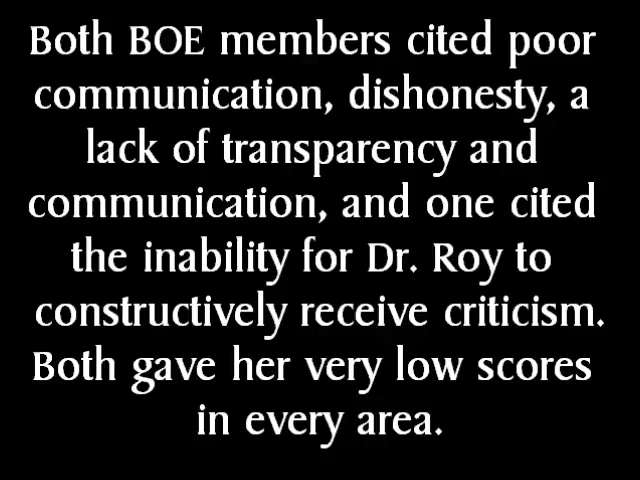 Both BOE members cited poor
communication, dishonesty, a
lack of transparency and
communication, and one cited
the inability for Dr. Roy to
constructively receive criticism.
Both gave her very low scores
in every area.